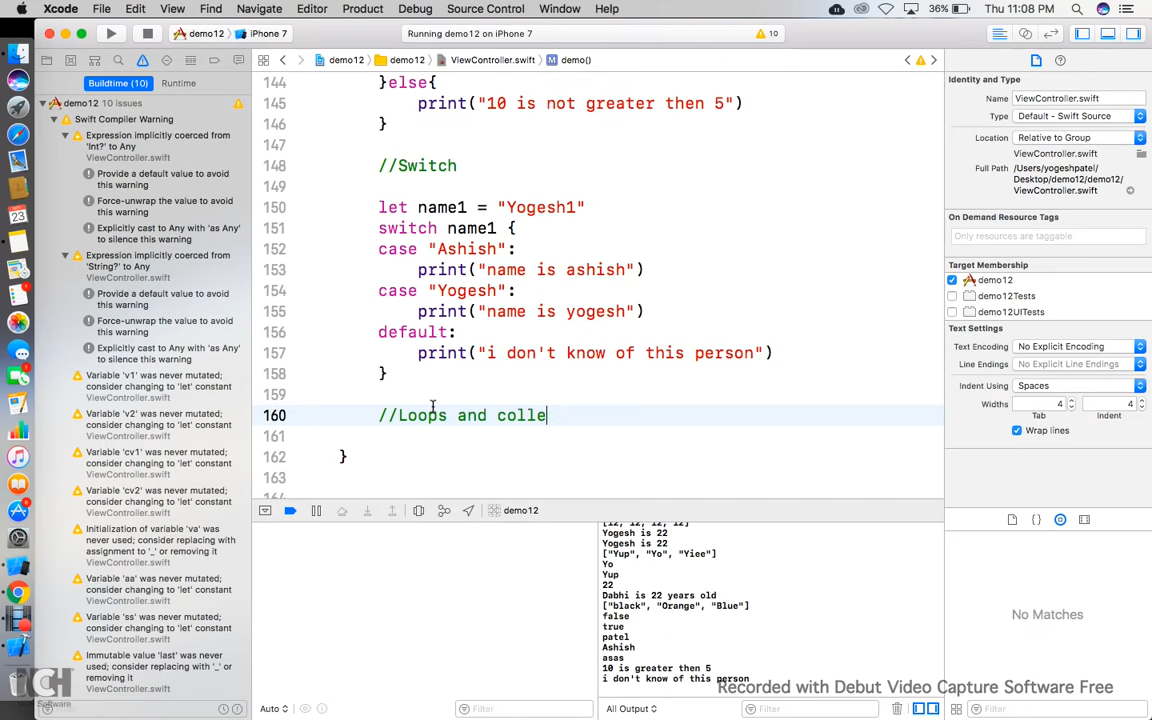 Xcode File Edit View Find Navigate Editor Product Debug Source Control Window Help 36% Thu 11:08 PM
demo12 iPhone 7 Running demo12 on iPhone 7 10
demo12 demo12 ViewController.swift M demo()
Buildtime (10) Runtime
demo12 10 issues
Swift Compiler Warning
Expression implicitly coerced from 'Int?' to Any
ViewController.swift
Provide a default value to avoid this warning
Force-unwrap the value to avoid this warning
Explicitly cast to Any with 'as Any' to silence this warning
Expression implicitly coerced from 'String?' to Any
ViewController.swift
Provide a default value to avoid this warning
Force-unwrap the value to avoid this warning
Explicitly cast to Any with 'as Any' to silence this warning
Variable 'v1' was never mutated; consider changing to 'let' constant
ViewController.swift
Variable 'v2' was never mutated; consider changing to 'let' constant
ViewController.swift
Variable 'cv1' was never mutated; consider changing to 'let' constant
ViewController.swift
Variable 'cv2' was never mutated; consider changing to 'let' constant
ViewController.swift
Initialization of variable 'va' was never used; consider replacing with assignment to '_' or removing it
ViewController.swift
Variable 'aa' was never mutated; consider changing to 'let' constant
ViewController.swift
Variable 'ss' was never mutated; consider changing to 'let' constant
ViewController.swift
Immutable value 'last' was never used; consider replacing with '_' or removing it
ViewController.swift
144 }else{
145 print("10 is not greater then 5")
146 }
147
148 //Switch
149
150 let name1 = "Yogesh1"
151 switch name1 {
152 case "Ashish":
153 print("name is ashish")
154 case "Yogesh":
155 print("name is yogesh")
156 default:
157 print("i don't know of this person")
158 }
159
160 //Loops and colle
161
162 }
163
demo12
[12, 12, 12, 12]
Yogesh is 22
Yogesh is 22
["Yup", "Yo", "Yiee"]
Yo
Yup
22
Dabhi is 22 years old
["black", "Orange", "Blue"]
false
true
patel
Ashish
asas
10 is greater then 5
i don't know of this person
Auto Filter All Output Filter Filter
Identity and Type
Name ViewController.swift
Type Default - Swift Source
Location Relative to Group
ViewController.swift
Full Path /Users/yogeshpatel/
Desktop/demo12/demo12/
ViewController.swift
On Demand Resource Tags
Only resources are taggable
Target Membership
demo12
demo12Tests
demo12UITests
Text Settings
Text Encoding No Explicit Encoding
Line Endings No Explicit Line Endings
Indent Using Spaces
Widths 4 4
Tab Indent
Wrap lines
No Matches
NCH Software
Recorded with Debut Video Capture Software Free